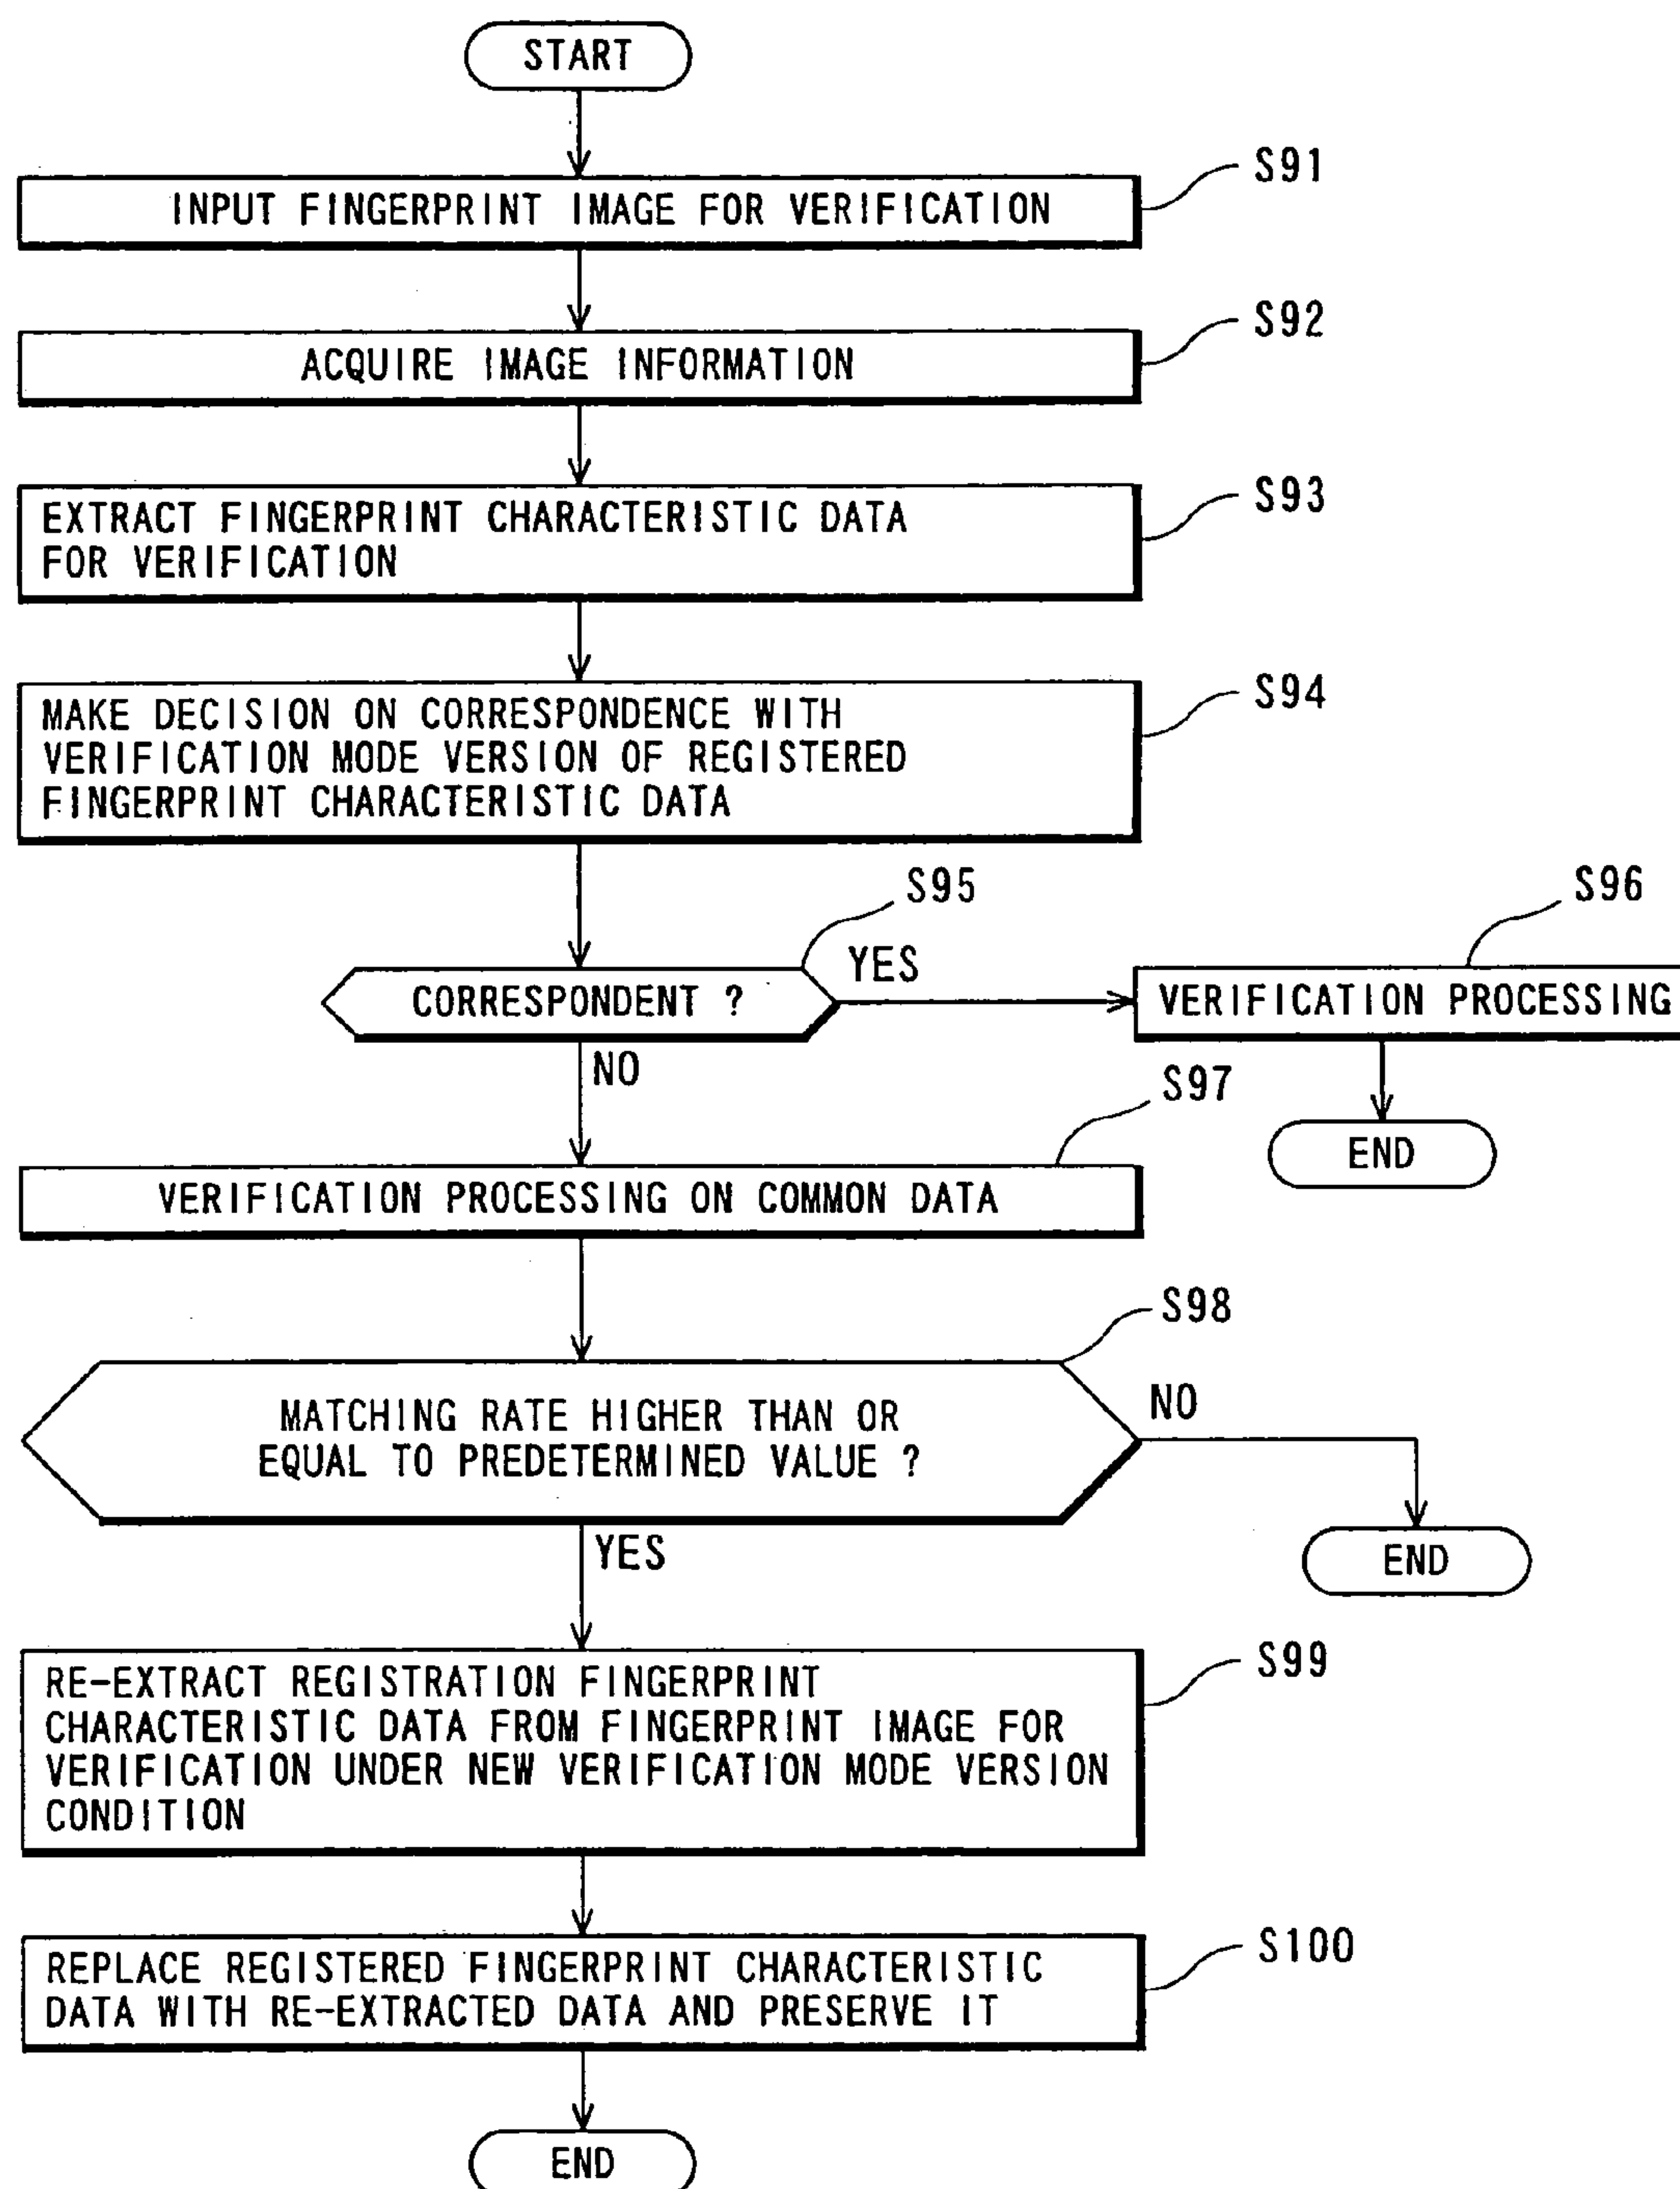 START
S91
INPUT FINGERPRINT IMAGE FOR VERIFICATION
S92
ACQUIRE IMAGE INFORMATION
S93
EXTRACT FINGERPRINT CHARACTERISTIC DATA
FOR VERIFICATION
S94
MAKE DECISION ON CORRESPONDENCE WITH
VERIFICATION MODE VERSION OF REGISTERED
FINGERPRINT CHARACTERISTIC DATA
S95
CORRESPONDENT ?
YES
S96
VERIFICATION PROCESSING
END
NO
S97
VERIFICATION PROCESSING ON COMMON DATA
S98
MATCHING RATE HIGHER THAN OR
EQUAL TO PREDETERMINED VALUE ?
NO
END
YES
S99
RE-EXTRACT REGISTRATION FINGERPRINT
CHARACTERISTIC DATA FROM FINGERPRINT IMAGE FOR
VERIFICATION UNDER NEW VERIFICATION MODE VERSION
CONDITION
S100
REPLACE REGISTERED FINGERPRINT CHARACTERISTIC
DATA WITH RE-EXTRACTED DATA AND PRESERVE IT
END